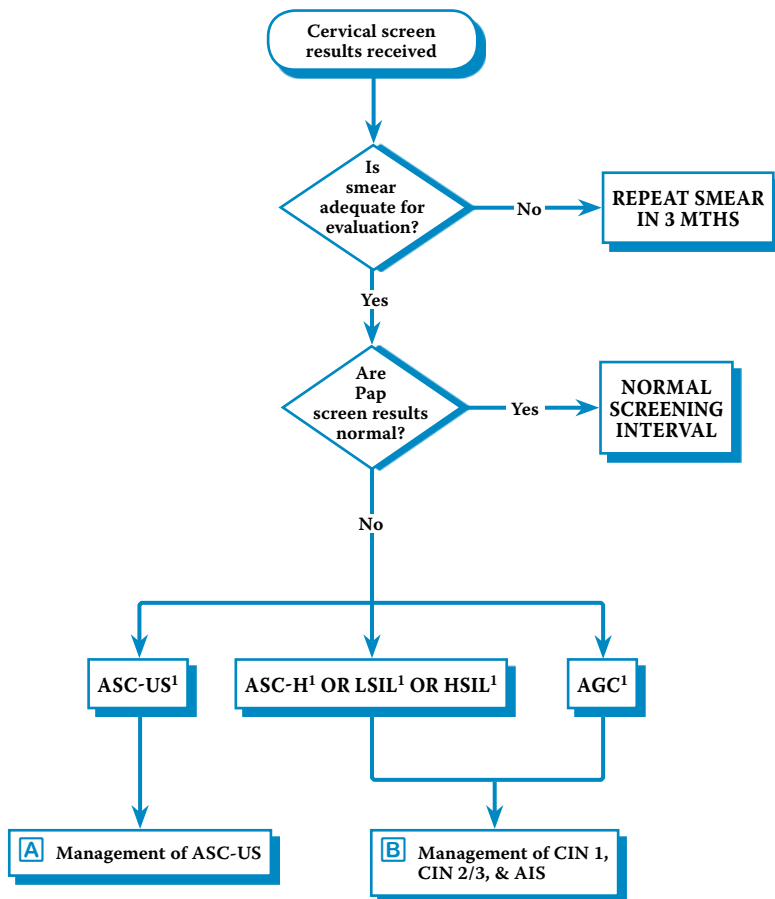 Cervical screen
results received
Is
smear
adequate for
evaluation?
No
REPEAT SMEAR
IN 3 MTHS
Yes
Are
Pap
screen results
normal?
Yes
NORMAL
SCREENING
INTERVAL
No
ASC-US¹
ASC-H¹ OR LSIL¹ OR HSIL¹
AGC¹
A Management of ASC-US
B Management of CIN 1,
CIN 2/3, & AIS